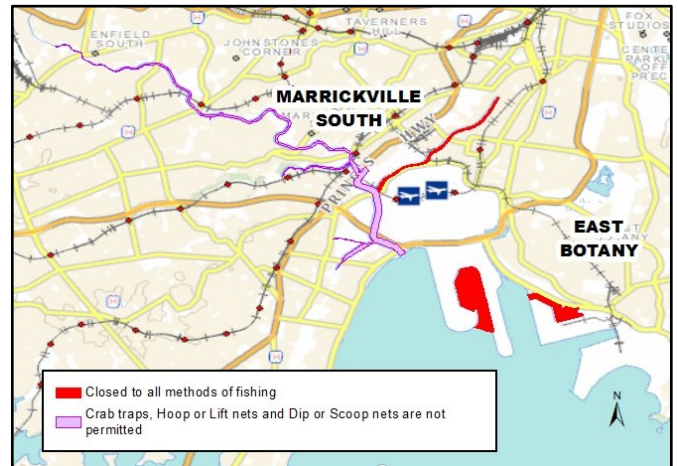 TAVERNERS
HILL
FOX
STUDIOS
ENFIELD
SOUTH
JOHNSTONES
CORNER
MARRICKVILLE
SOUTH
HWY
PRINCES
EAST
BOTANY
Closed to all methods of fishing
Crab traps, Hoop or Lift nets and Dip or Scoop nets are not
permitted
N